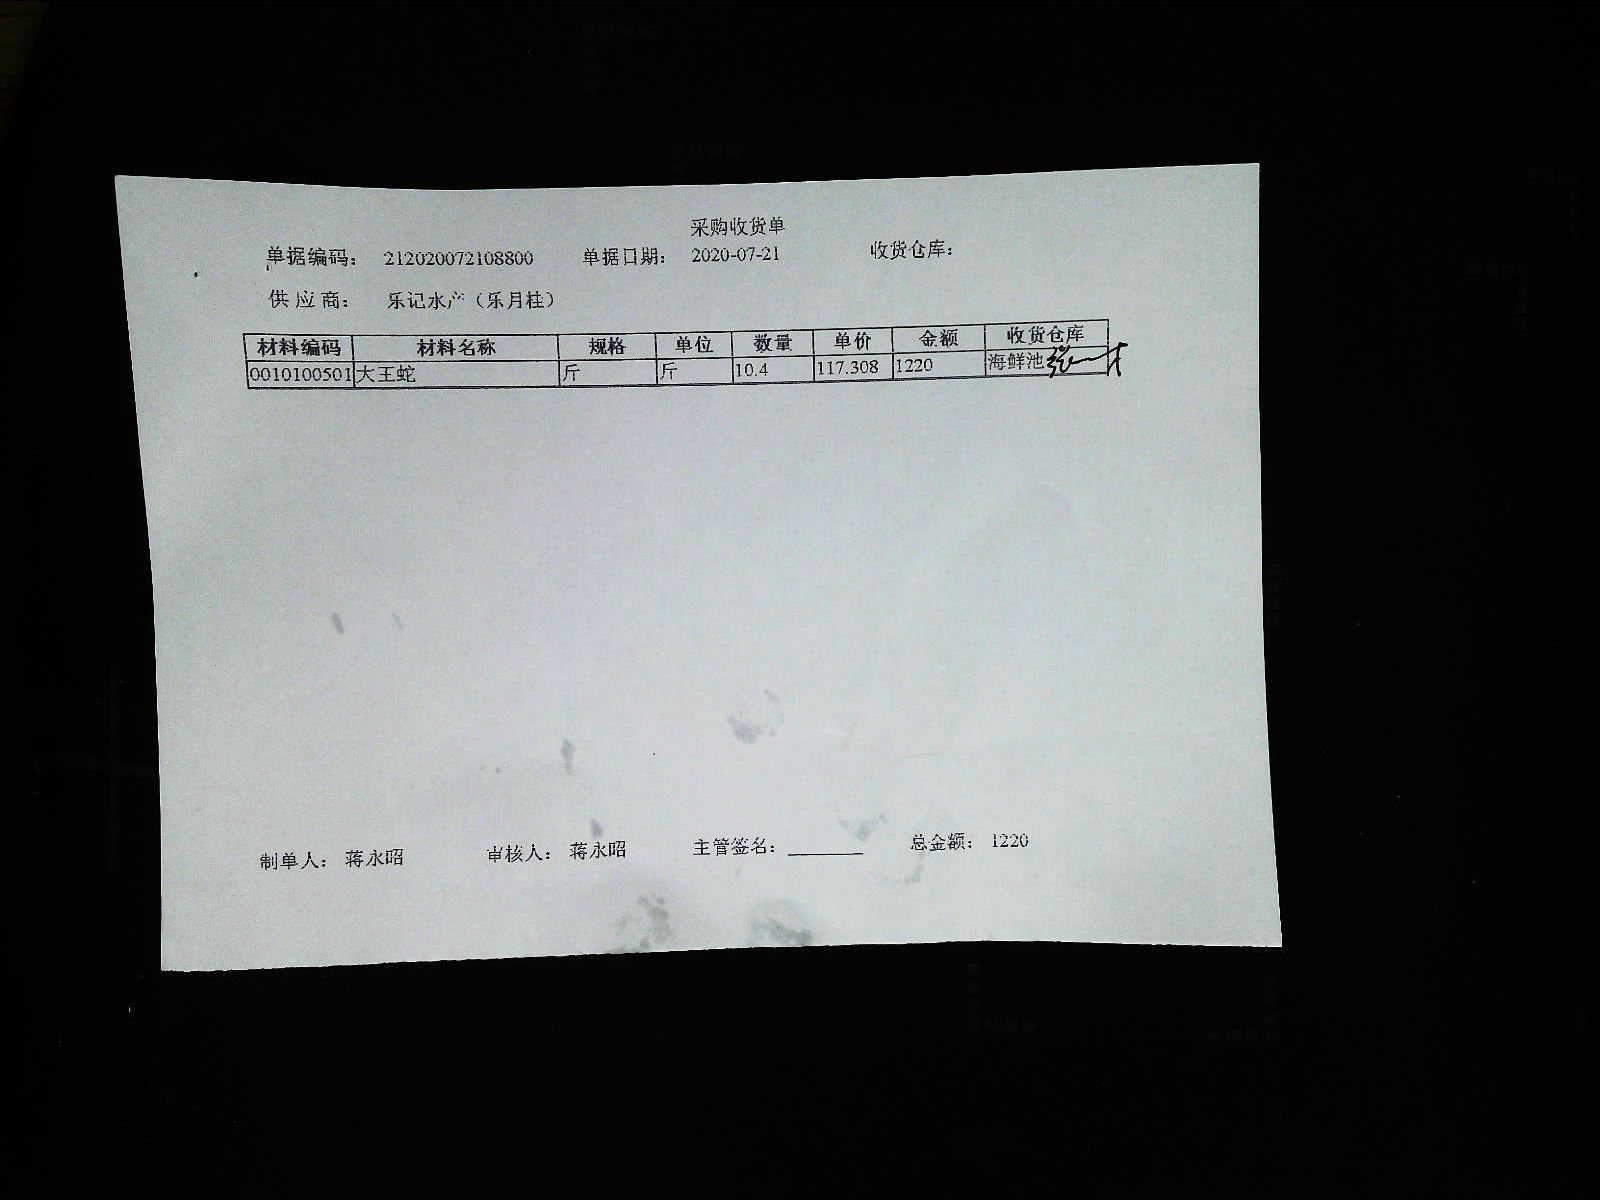 采购收货单
单据编码： 212020072108800 单据日期： 2020-07-21 收货仓库：
供应商： 乐记水产（乐月桂）
材料编码 材料名称 规格 单位 数量 单价 金额 收货仓库
0010100501 大王蛇 斤 斤 10.4 117.308 1220 海鲜池
制单人： 蒋永昭 审核人： 蒋永昭 主管签名： 总金额： 1220